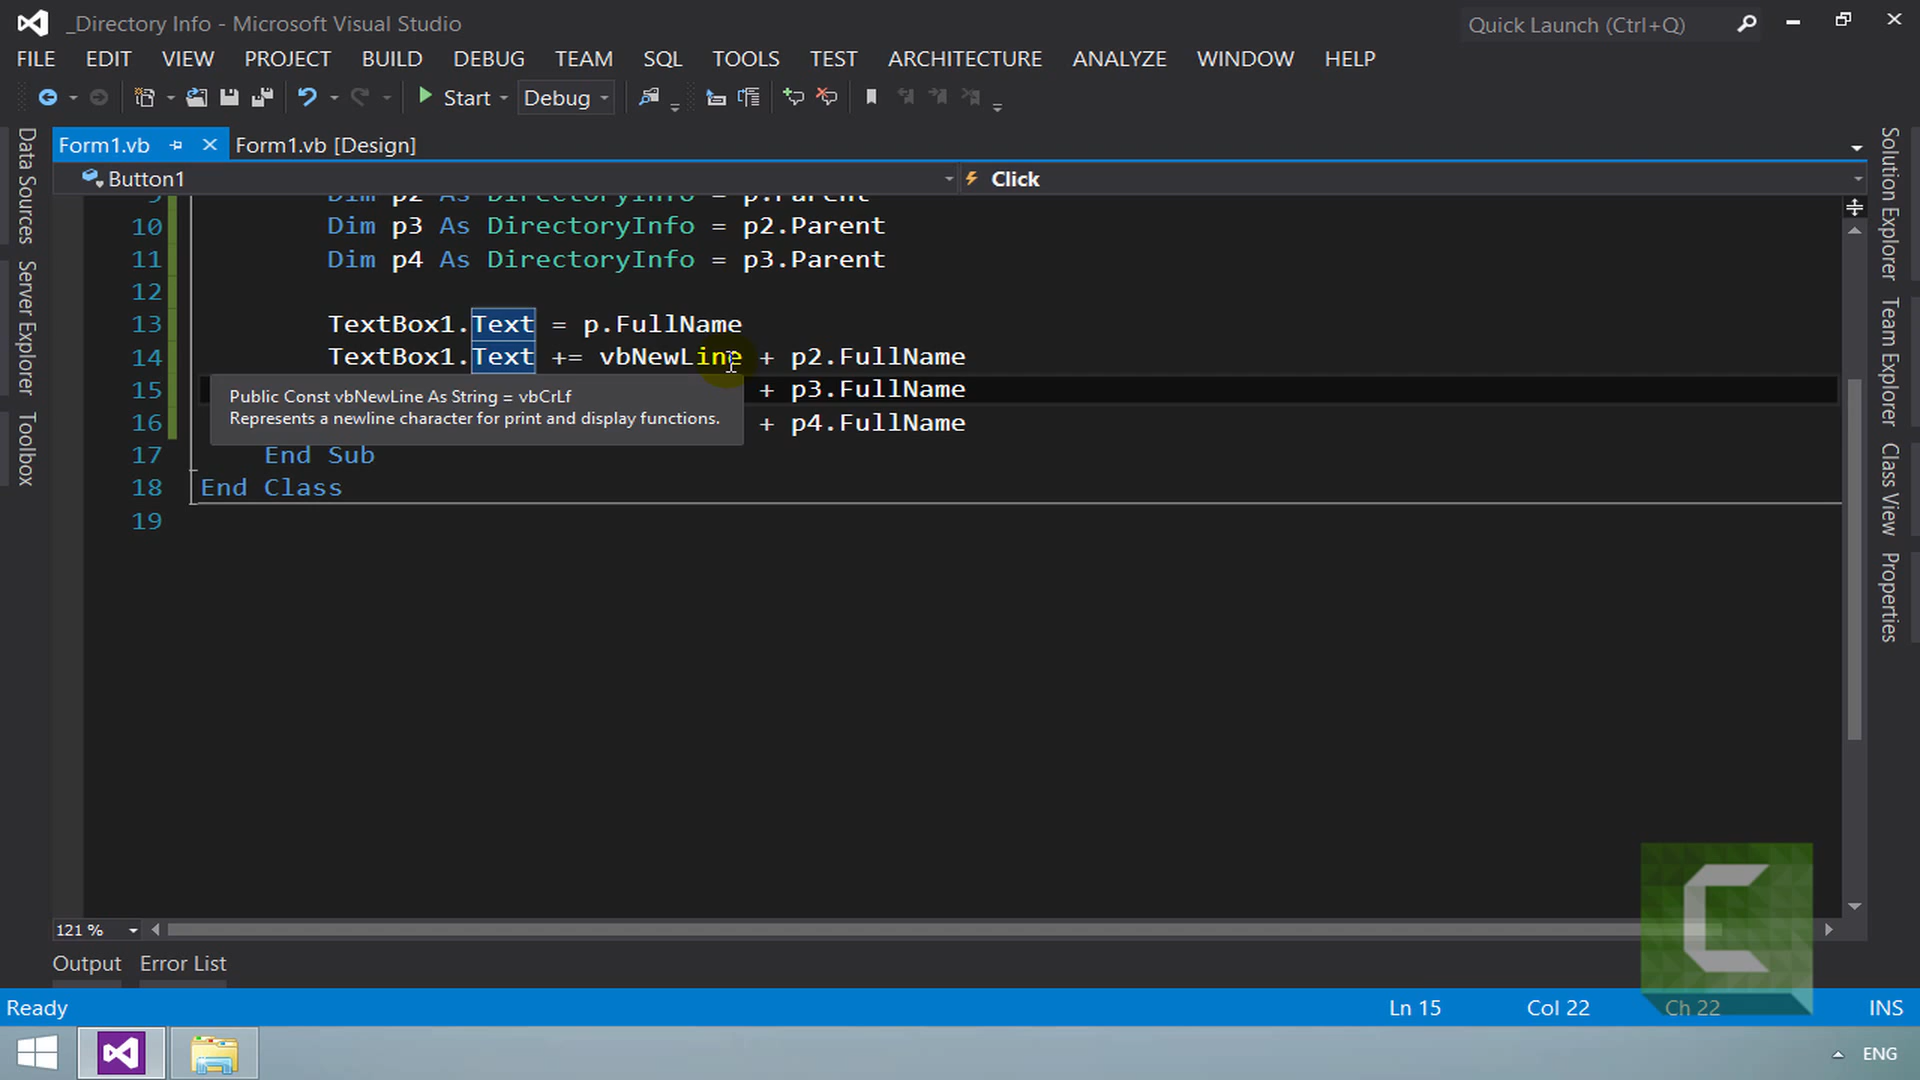 _Directory Info - Microsoft Visual Studio
Quick Launch (Ctrl+Q)
FILE EDIT VIEW PROJECT BUILD DEBUG TEAM SQL TOOLS TEST ARCHITECTURE ANALYZE WINDOW HELP
Start Debug
Form1.vb Form1.vb [Design]
Button1 Click
9 Dim p2 As DirectoryInfo = p.Parent
10 Dim p3 As DirectoryInfo = p2.Parent
11 Dim p4 As DirectoryInfo = p3.Parent
12
13 TextBox1.Text = p.FullName
14 TextBox1.Text += vbNewLine + p2.FullName
15 + p3.FullName
Public Const vbNewLine As String = vbCrLf
Represents a newline character for print and display functions.
16 + p4.FullName
17 End Sub
18 End Class
19
Data Sources
Server Explorer
Toolbox
Solution Explorer
Team Explorer
Class View
Properties
121 %
Output Error List
Ready Ln 15 Col 22 Ch 22 INS
ENG